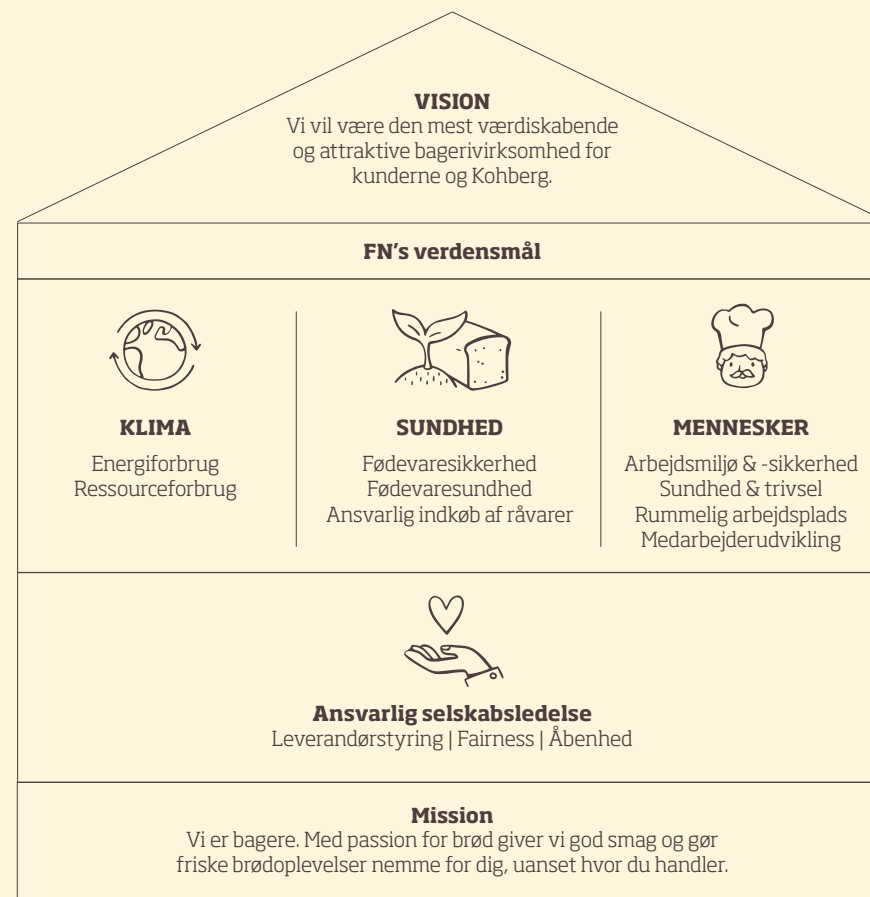 VISION
Vi vil være den mest værdiskabende
og attraktive bagerivirksomhed for
kunderne og Kohberg.
FN's verdensmål
KLIMA
Energiforbrug
Ressourceforbrug
SUNDHED
Fødevaresikkerhed
Fødevaresundhed
Ansvarlig indkøb af råvarer
MENNESKER
Arbejdsmiljø & -sikkerhed
Sundhed & trivsel
Rummelig arbejdsplads
Medarbejderudvikling
Ansvarlig selskabsledelse
Leverandørstyring | Fairness | Åbenhed
Mission
Vi er bagere. Med passion for brød giver vi god smag og gør
friske brødoplevelser nemme for dig, uanset hvor du handler.